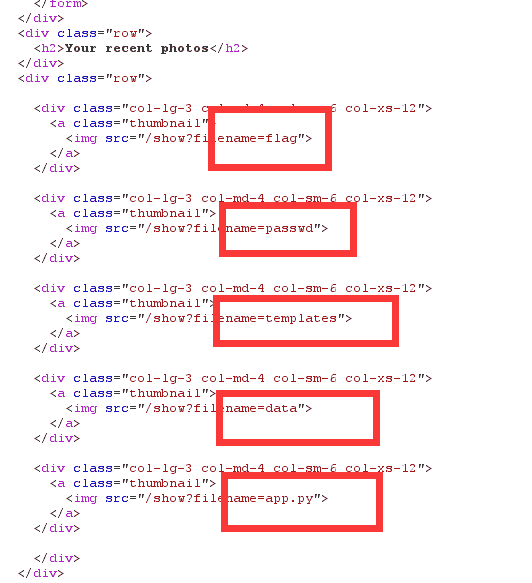 </form>
</div>
<div class="row">
<h2>Your recent photos</h2>
</div>
<div class="row">
<div class="col-lg-3 col-md-4 col-sm-6 col-xs-12">
<a class="thumbnail">
<img src="/show?filename=flag">
</a>
</div>
<div class="col-lg-3 col-md-4 col-sm-6 col-xs-12">
<a class="thumbnail">
<img src="/show?filename=passwd">
</a>
</div>
<div class="col-lg-3 col-md-4 col-sm-6 col-xs-12">
<a class="thumbnail">
<img src="/show?filename=templates">
</a>
</div>
<div class="col-lg-3 col-md-4 col-sm-6 col-xs-12">
<a class="thumbnail">
<img src="/show?filename=data">
</a>
</div>
<div class="col-lg-3 col-md-4 col-sm-6 col-xs-12">
<a class="thumbnail">
<img src="/show?filename=app.py">
</a>
</div>
</div>
</div>